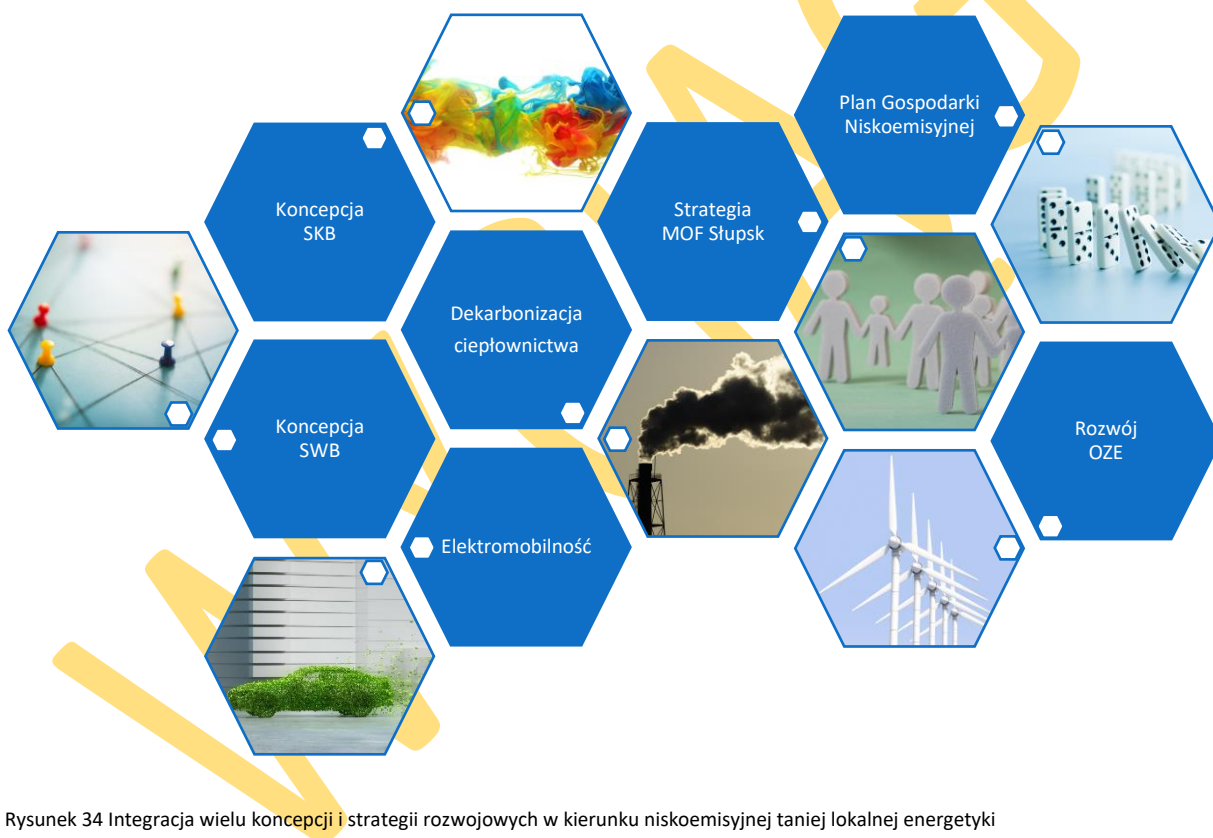 Plan Gospodarki
Niskoemisyjnej
Koncepcja
SKB
Strategia
MOF Słupsk
Dekarbonizacja
ciepłownictwa
Koncepcja
SWB
Rozwój
OZE
Elektromobilność
Rysunek 34 Integracja wielu koncepcji i strategii rozwojowych w kierunku niskoemisyjnej taniej lokalnej energetyki